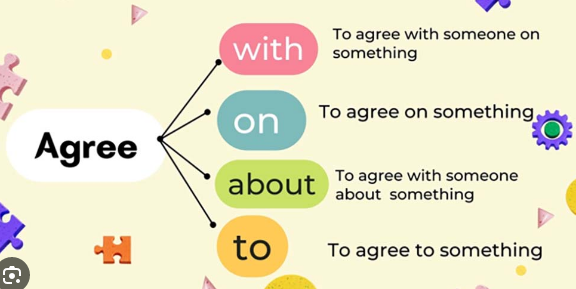 Agree
with
To agree with someone on
something
on
To agree on something
about
To agree with someone
about something
to
To agree to something